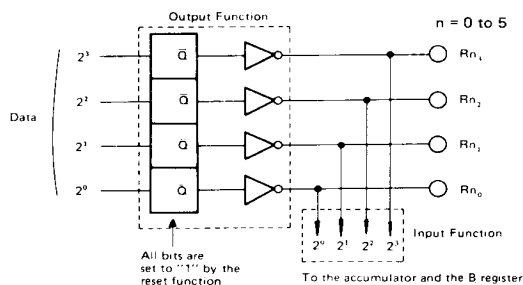 Output Function
n = 0 to 5
2³ Q̅ Rn₃
2² Q̅ Rn₂
Data
2¹ Q̅ Rn₁
2⁰ Q̅ Rn₀
2⁰ 2¹ 2² 2³ Input Function
All bits are
set to "1" by the
reset function
To the accumulator and the B register